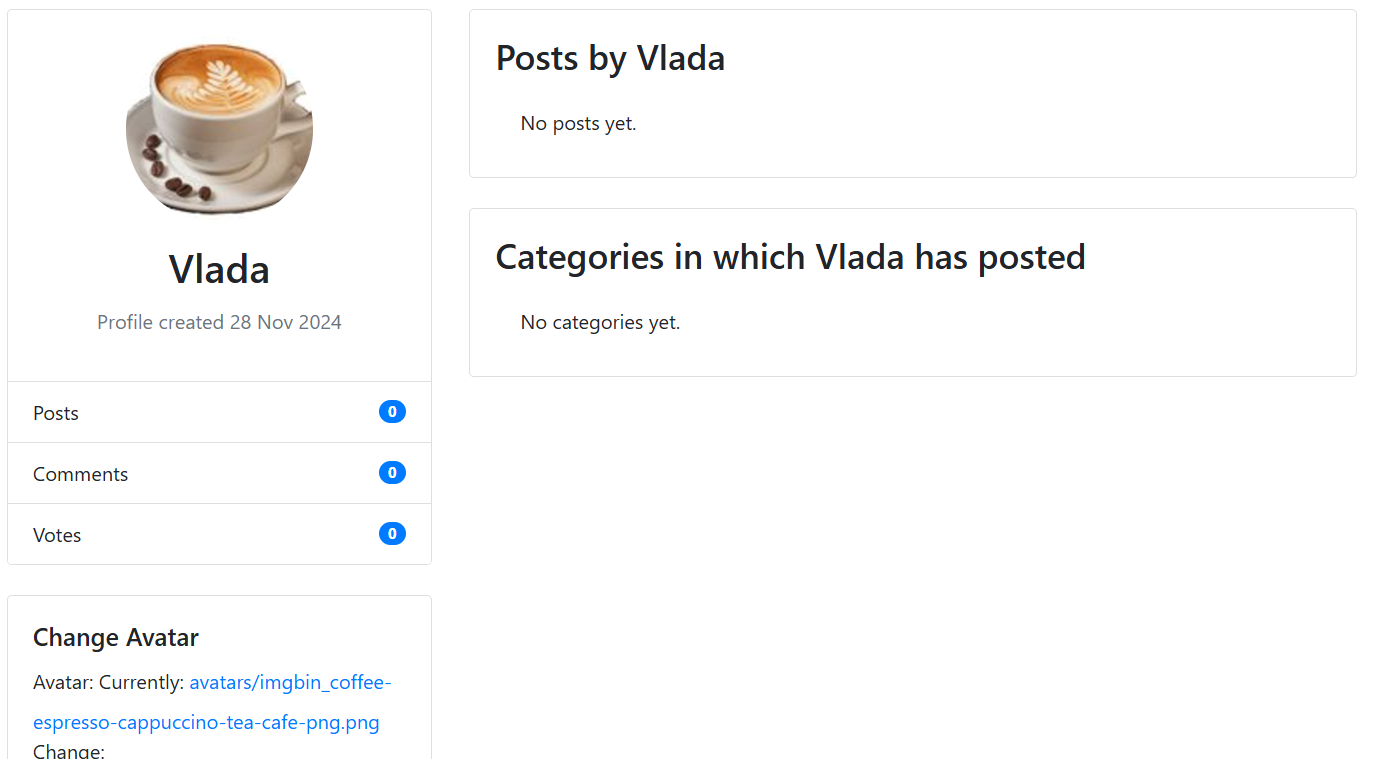 Vlada
Profile created 28 Nov 2024
Posts 0
Comments 0
Votes 0
Change Avatar
Avatar: Currently: avatars/imgbin_coffee-
espresso-cappuccino-tea-cafe-png.png
Change:
Posts by Vlada
No posts yet.
Categories in which Vlada has posted
No categories yet.